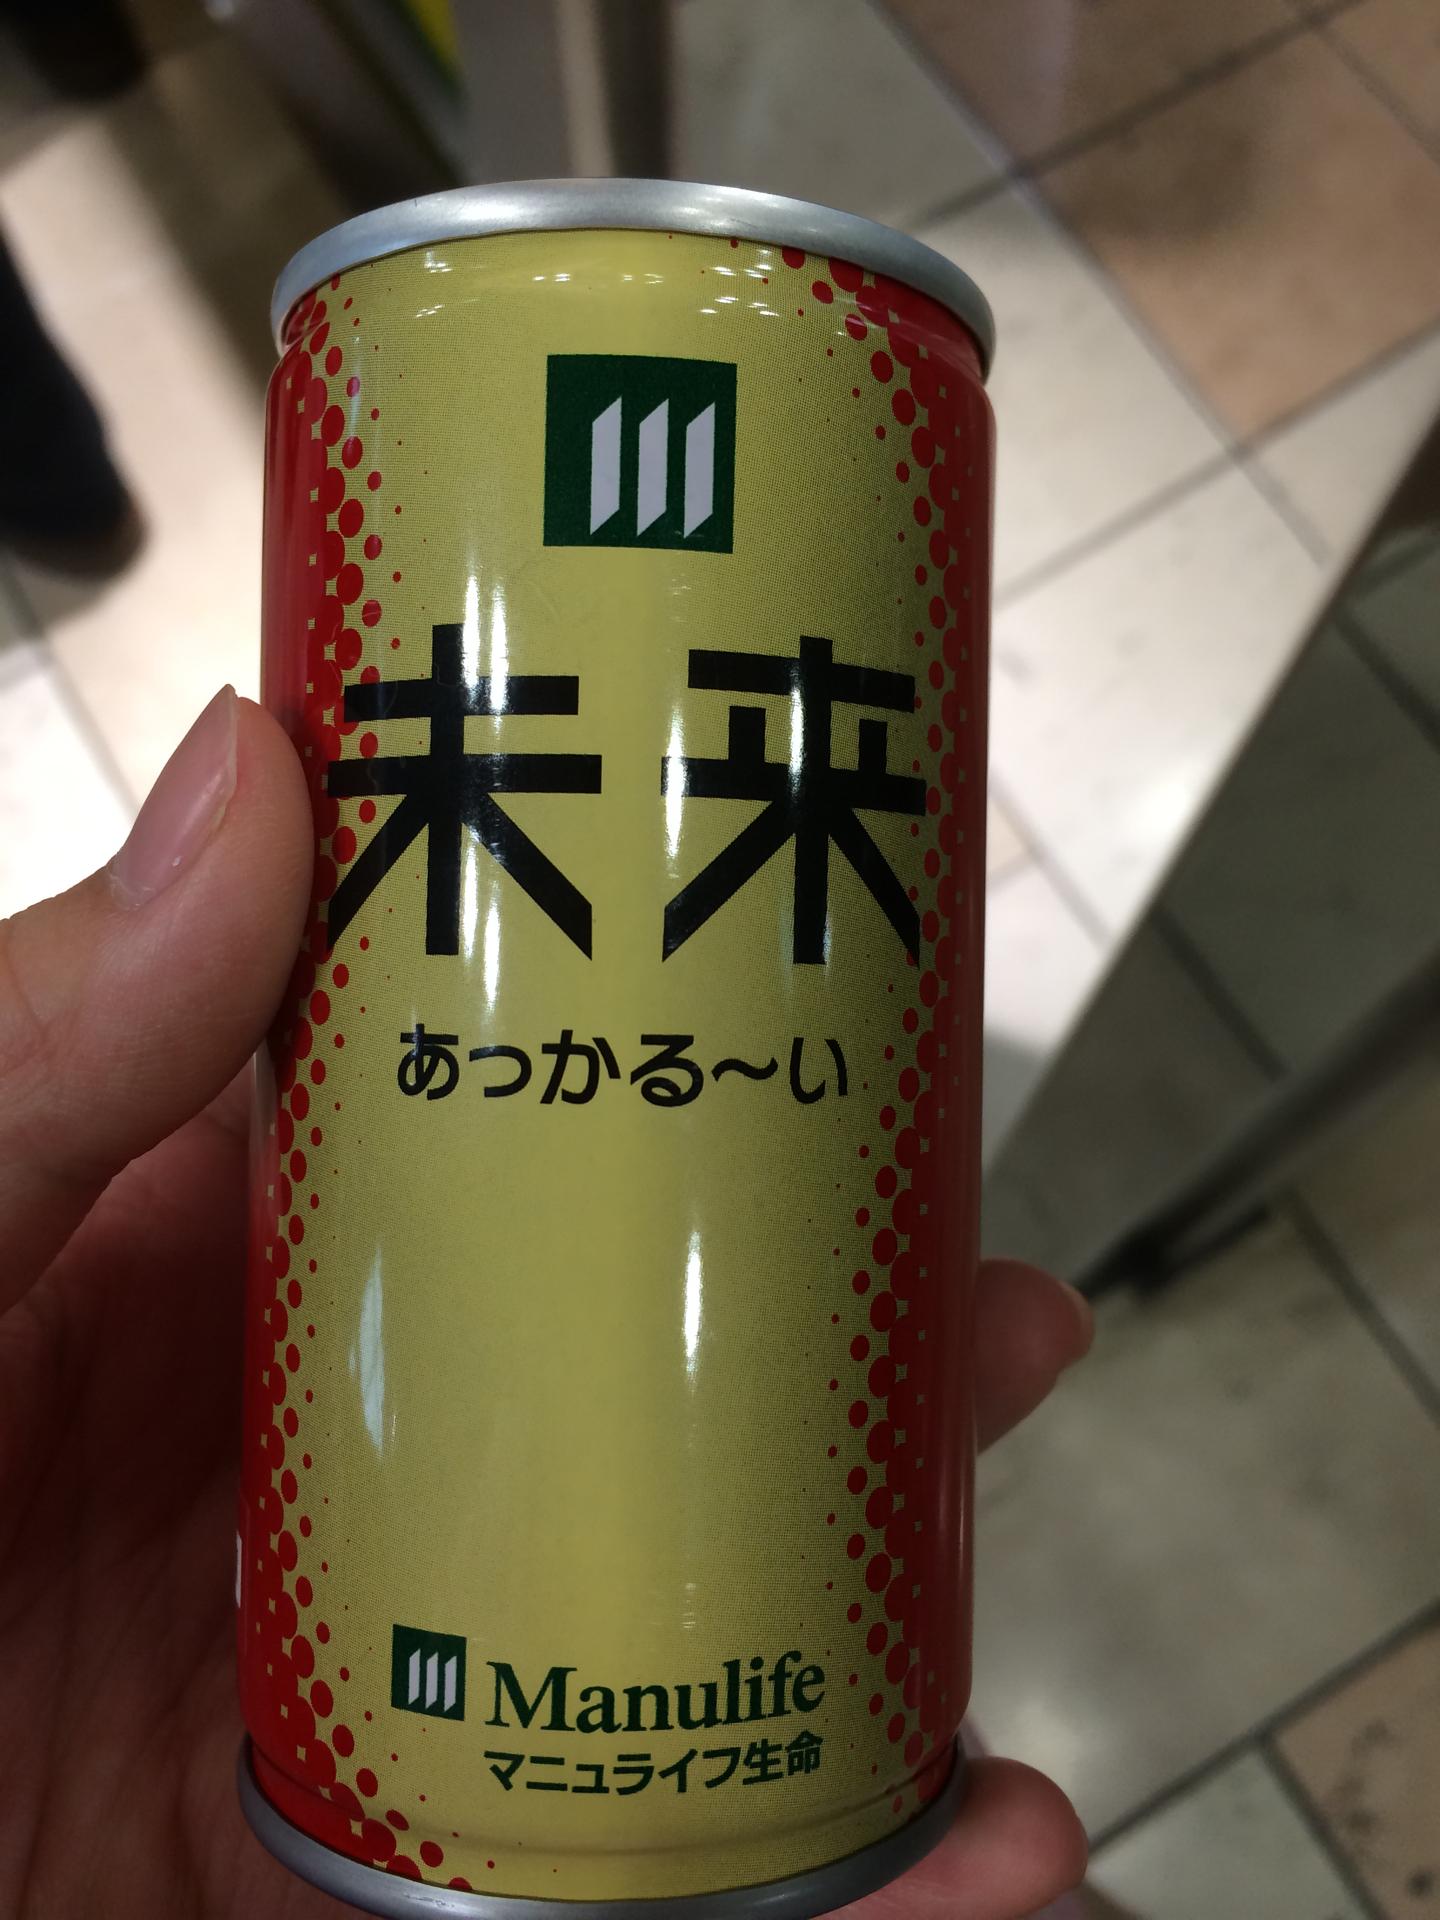 未来
あっかる～い
Manulife
マニュライフ生命